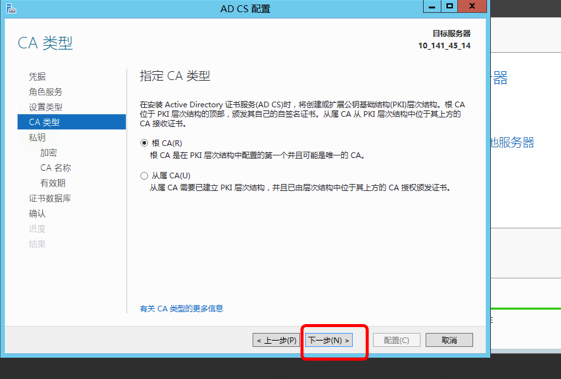 AD CS 配置
CA 类型
目标服务器
10_141_45_14
凭据
角色服务
设置类型
CA 类型
私钥
加密
CA 名称
有效期
证书数据库
确认
进度
结果
指定 CA 类型
在安装 Active Directory 证书服务(AD CS)时，将创建或扩展公钥基础结构(PKI)层次结构。根 CA
位于 PKI 层次结构的顶部，颁发其自己的自签名证书。从属 CA 从 PKI 层次结构中位于其上方的
CA 接收证书。
根 CA(R)
根 CA 是在 PKI 层次结构中配置的第一个并且可能是唯一的 CA。
从属 CA(U)
从属 CA 需要已建立 PKI 层次结构，并且已由层次结构中位于其上方的 CA 授权颁发证书。
有关 CA 类型的更多信息
< 上一步(P)
下一步(N) >
配置(C)
取消
服务器